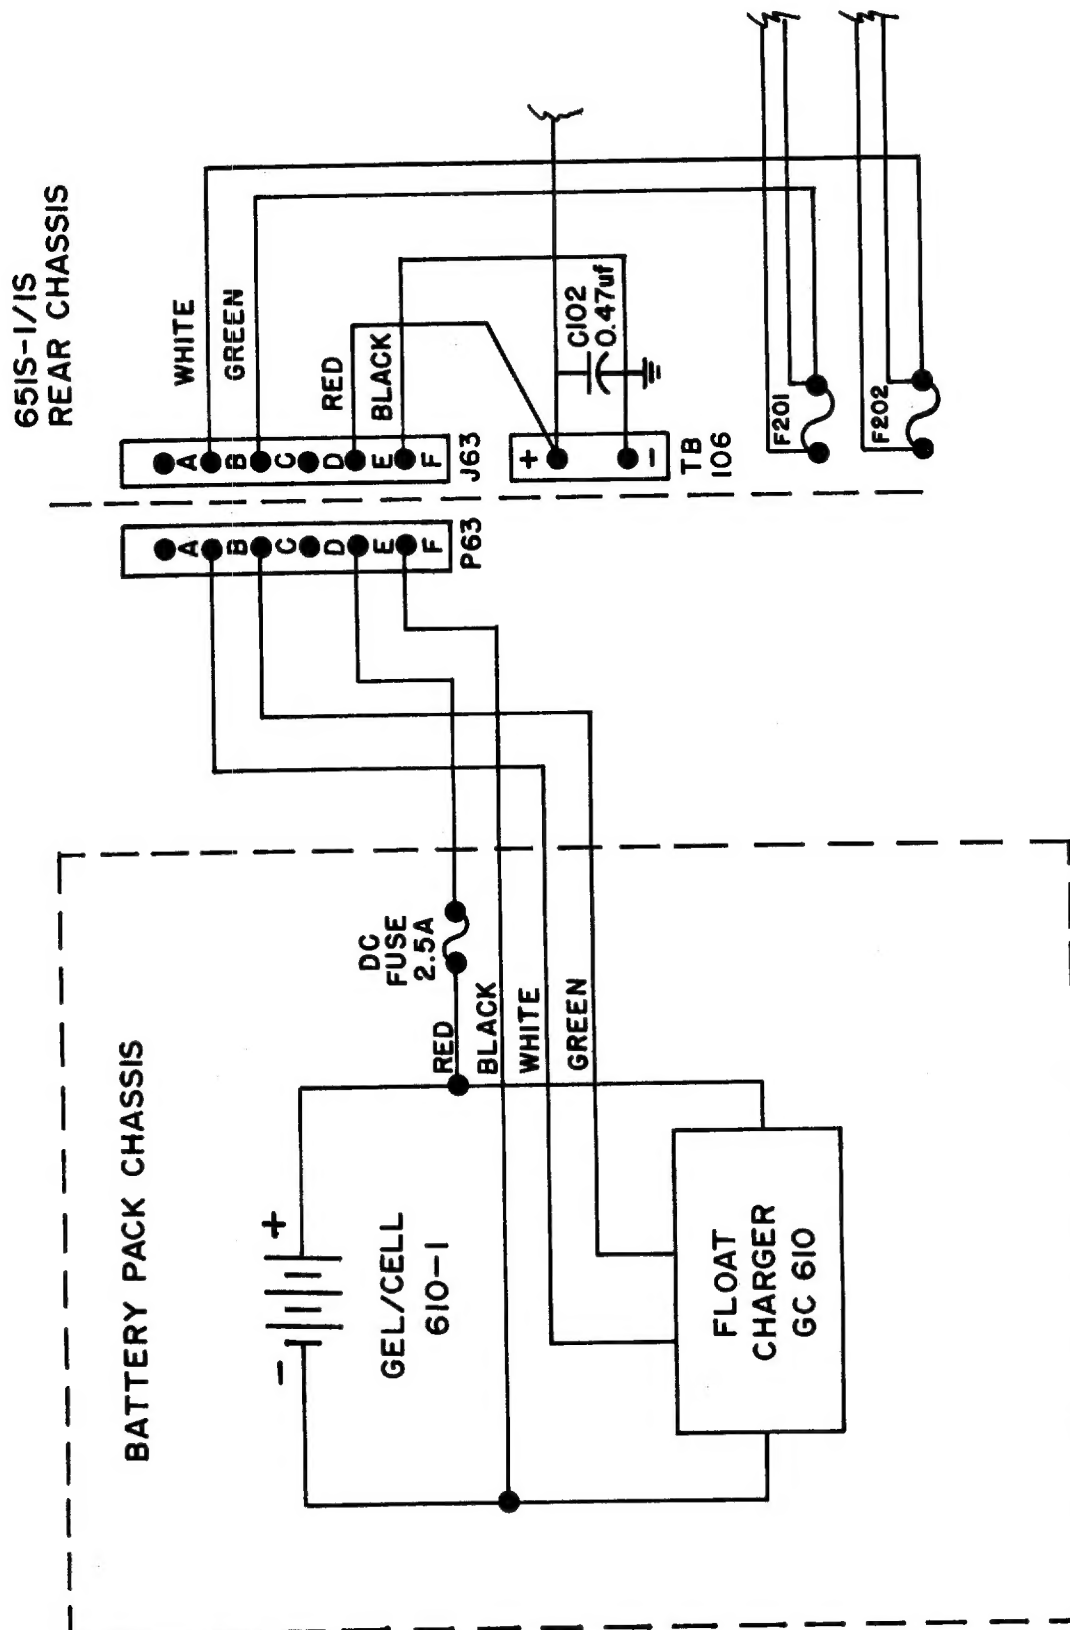 651S-1/1S
REAR CHASSIS
WHITE
GREEN
RED
BLACK
A
B
C
D
E
F
J63
+
-
TB
106
C102
0.47uf
F201
F202
A
B
C
D
E
F
P63
BATTERY PACK CHASSIS
DC
FUSE
2.5A
RED
BLACK
WHITE
GREEN
- +
GEL/CELL
610-1
FLOAT
CHARGER
GC 610